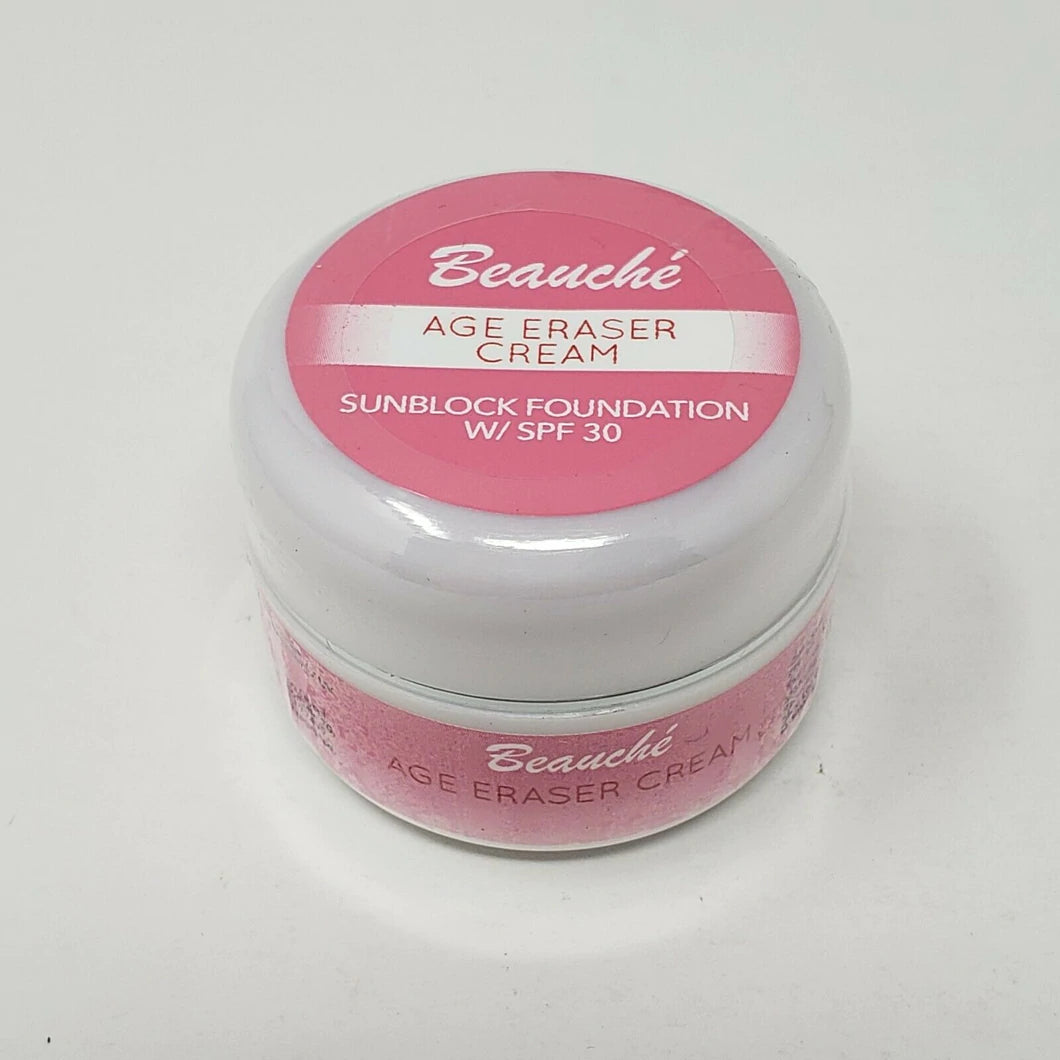 Beauché
AGE ERASER
CREAM
SUNBLOCK FOUNDATION
W/ SPF 30
Beauché
AGE ERASER CREAM